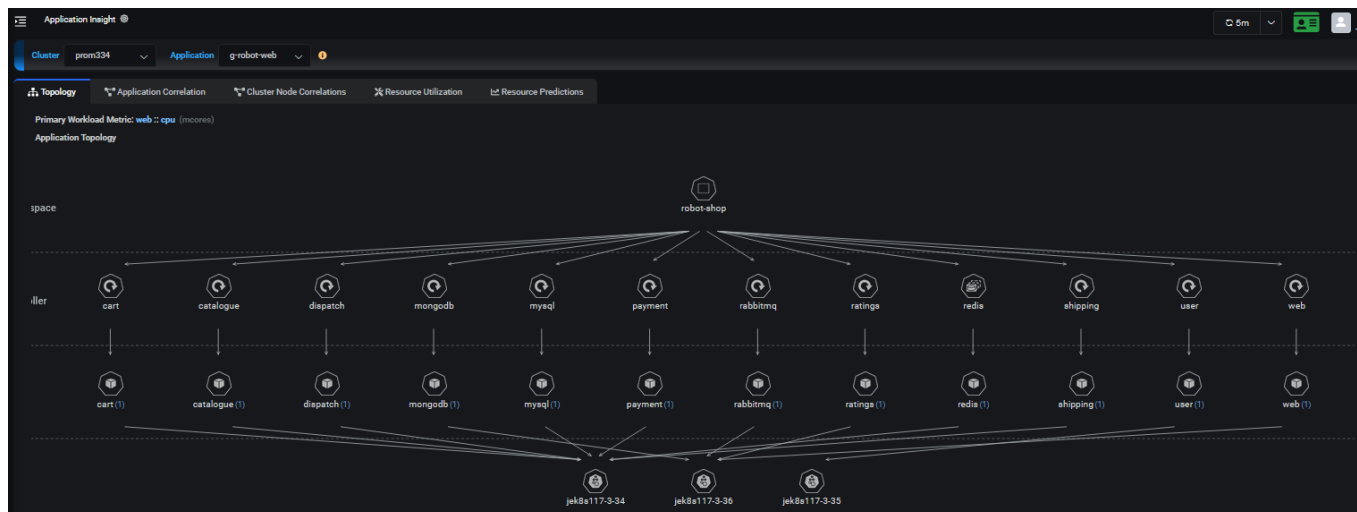 Application Insight
5m
Cluster prom334 Application g-robot-web
Topology Application Correlation Cluster Node Correlations Resource Utilization Resource Predictions
Primary Workload Metric: web :: cpu (mcores)
Application Topology
space
robot-shop
ller
cart catalogue dispatch mongodb mysql payment rabbitmq ratings redis shipping user web
cart (1) catalogue (1) dispatch (1) mongodb (1) mysql (1) payment (1) rabbitmq (1) ratings (1) redis (1) shipping (1) user (1) web (1)
jek8s117-3-34 jek8s117-3-36 jek8s117-3-35